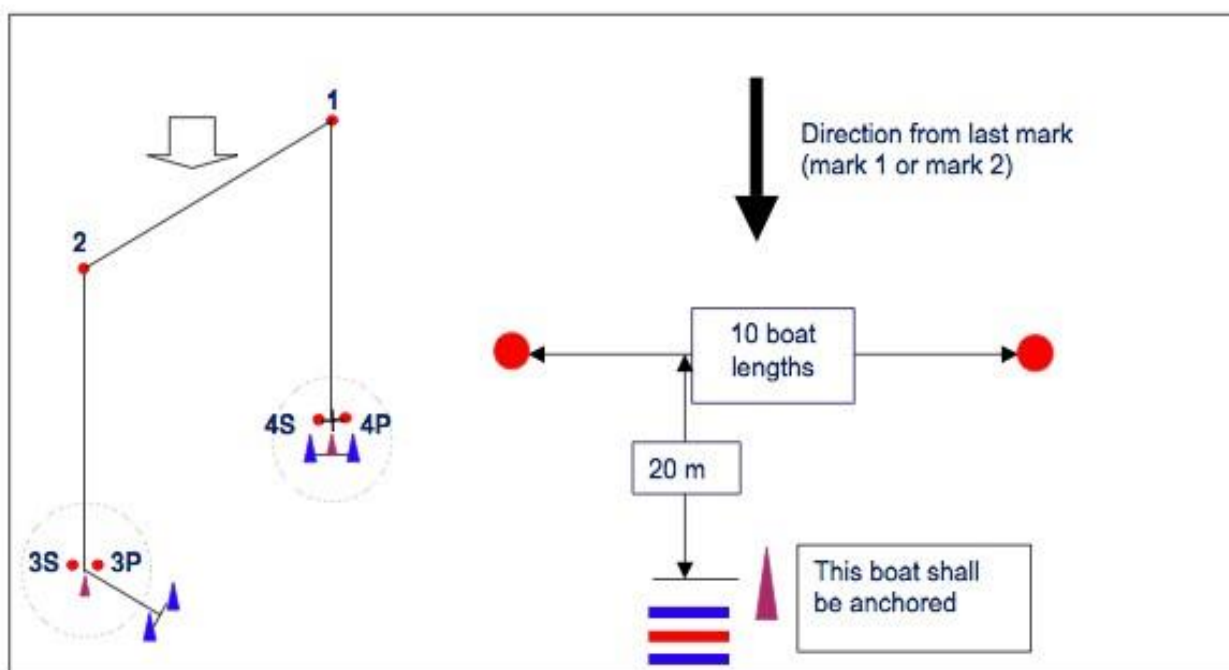 1
2
4S 4P
3S 3P
Direction from last mark
(mark 1 or mark 2)
10 boat
lengths
20 m
This boat shall
be anchored